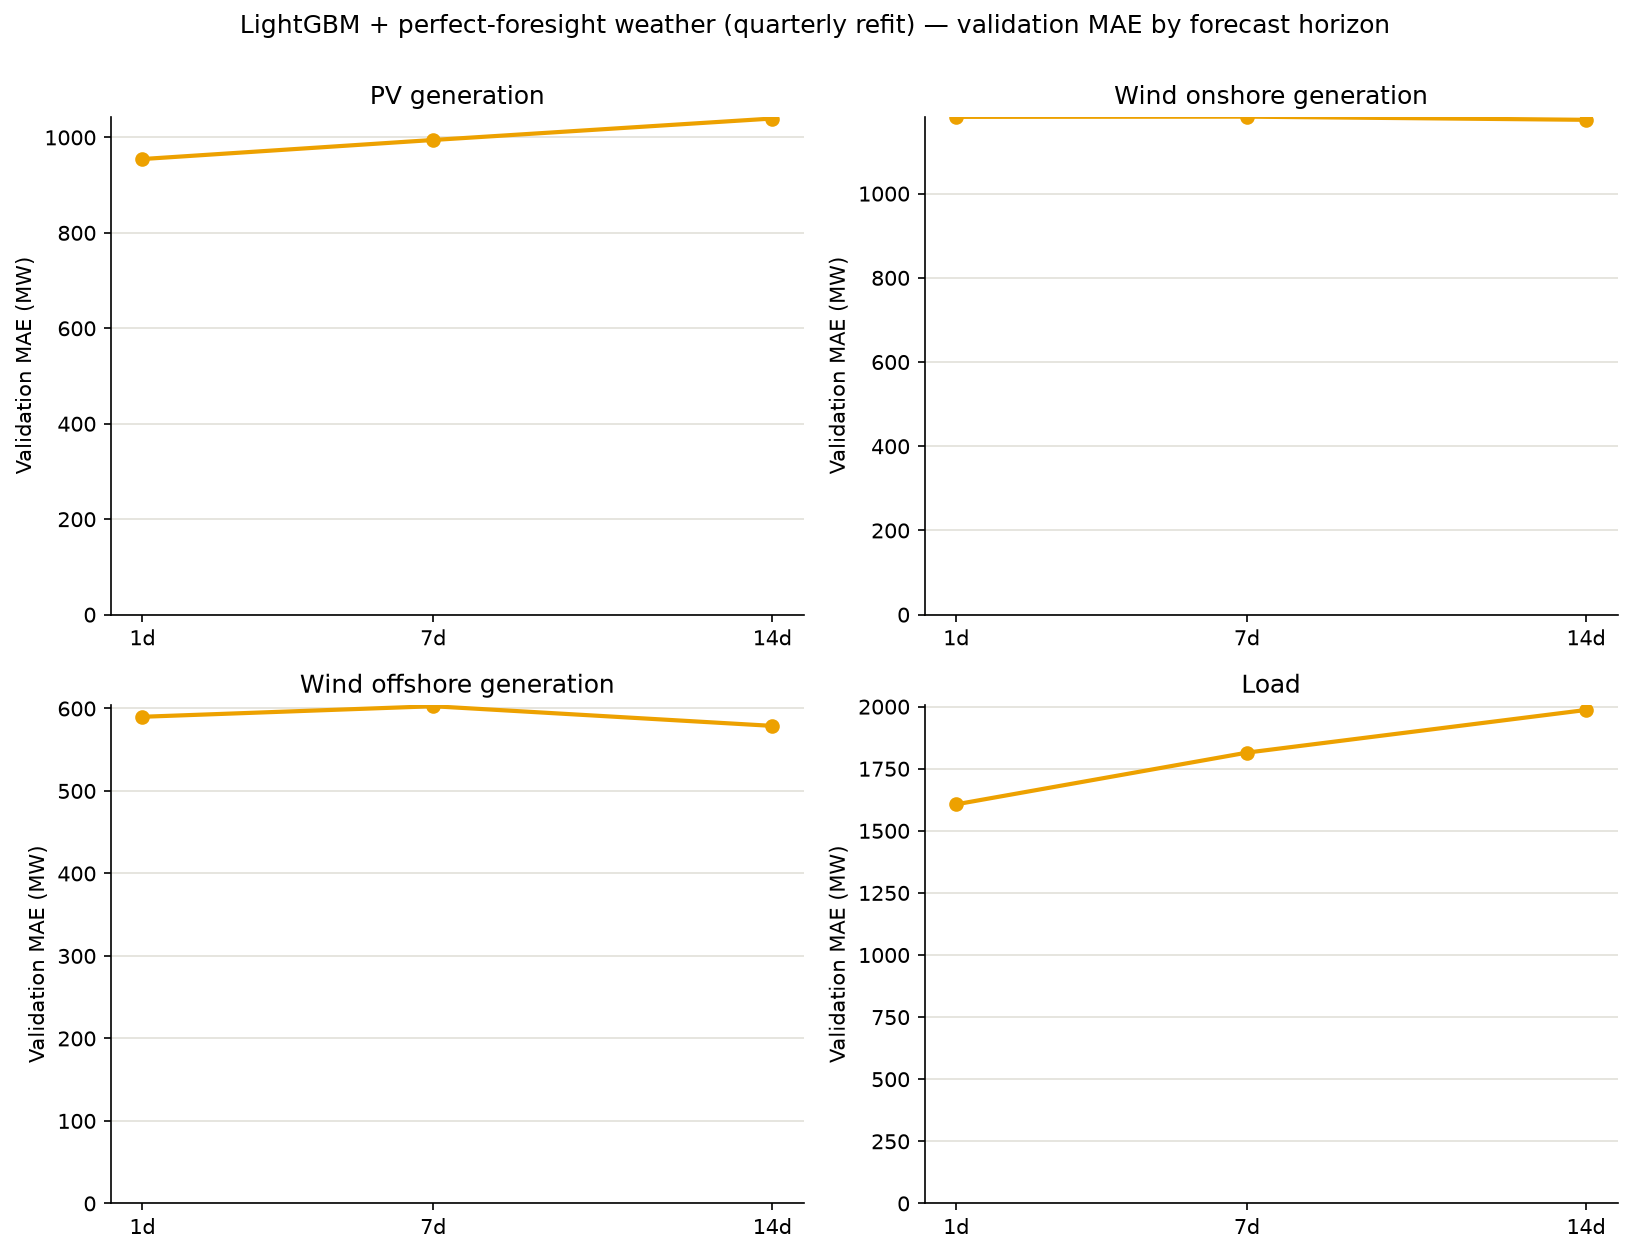 LightGBM + perfect-foresight weather (quarterly refit) — validation MAE by forecast horizon
PV generation
Validation MAE (MW)
1000
800
600
400
200
0
1d 7d 14d
Wind onshore generation
Validation MAE (MW)
1000
800
600
400
200
0
1d 7d 14d
Wind offshore generation
Validation MAE (MW)
600
500
400
300
200
100
0
1d 7d 14d
Load
Validation MAE (MW)
2000
1750
1500
1250
1000
750
500
250
0
1d 7d 14d